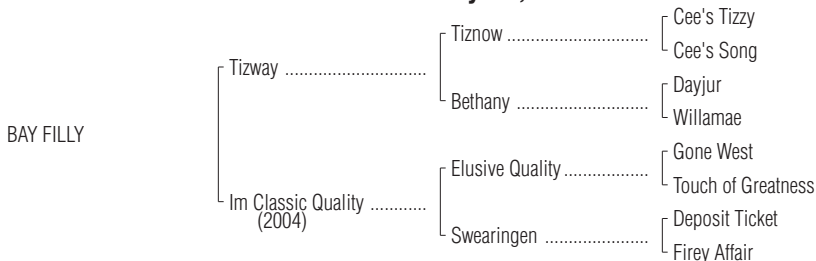 Cee's Tizzy
Tiznow ..............................
Cee's Song
Tizway ..............................
Dayjur
Bethany ............................
Willamae
BAY FILLY
Gone West
Elusive Quality ..................
Touch of Greatness
Im Classic Quality ............
(2004)
Deposit Ticket
Swearingen ......................
Firey Affair